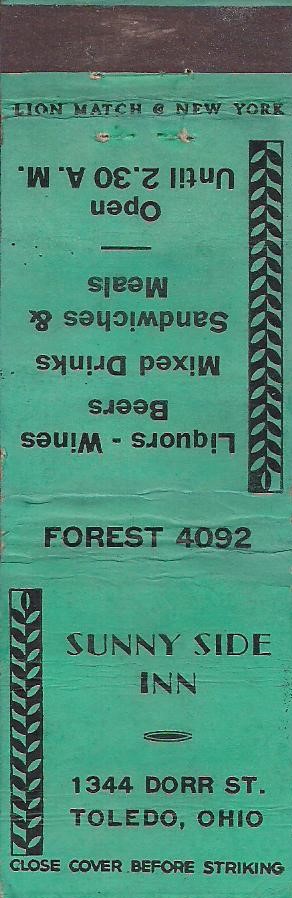 LION MATCH © NEW YORK
Liquors - Wines
Beers
Mixed Drinks
Sandwiches &
Meals
Open
Until 2.30 A. M.
FOREST 4092
SUNNY SIDE
INN
1344 DORR ST.
TOLEDO, OHIO
CLOSE COVER BEFORE STRIKING